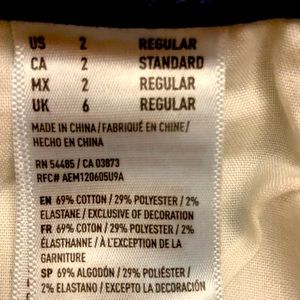 US 2 REGULAR
CA 2 STANDARD
MX 2 REGULAR
UK 6 REGULAR
MADE IN CHINA/FABRIQUÉ EN CHINE/
HECHO EN CHINA
RN 54485 / CA 03873
RFC# AEM120605U9A
EN 69% COTTON / 29% POLYESTER / 2%
ELASTANE / EXCLUSIVE OF DECORATION
FR 69% COTON / 29% POLYESTER / 2%
ÉLASTHANNE / À L'EXCEPTION DE LA
GARNITURE
SP 69% ALGODÓN / 29% POLIÉSTER /
2% ELASTANO / EXCEPTO LA DECORACIÓN